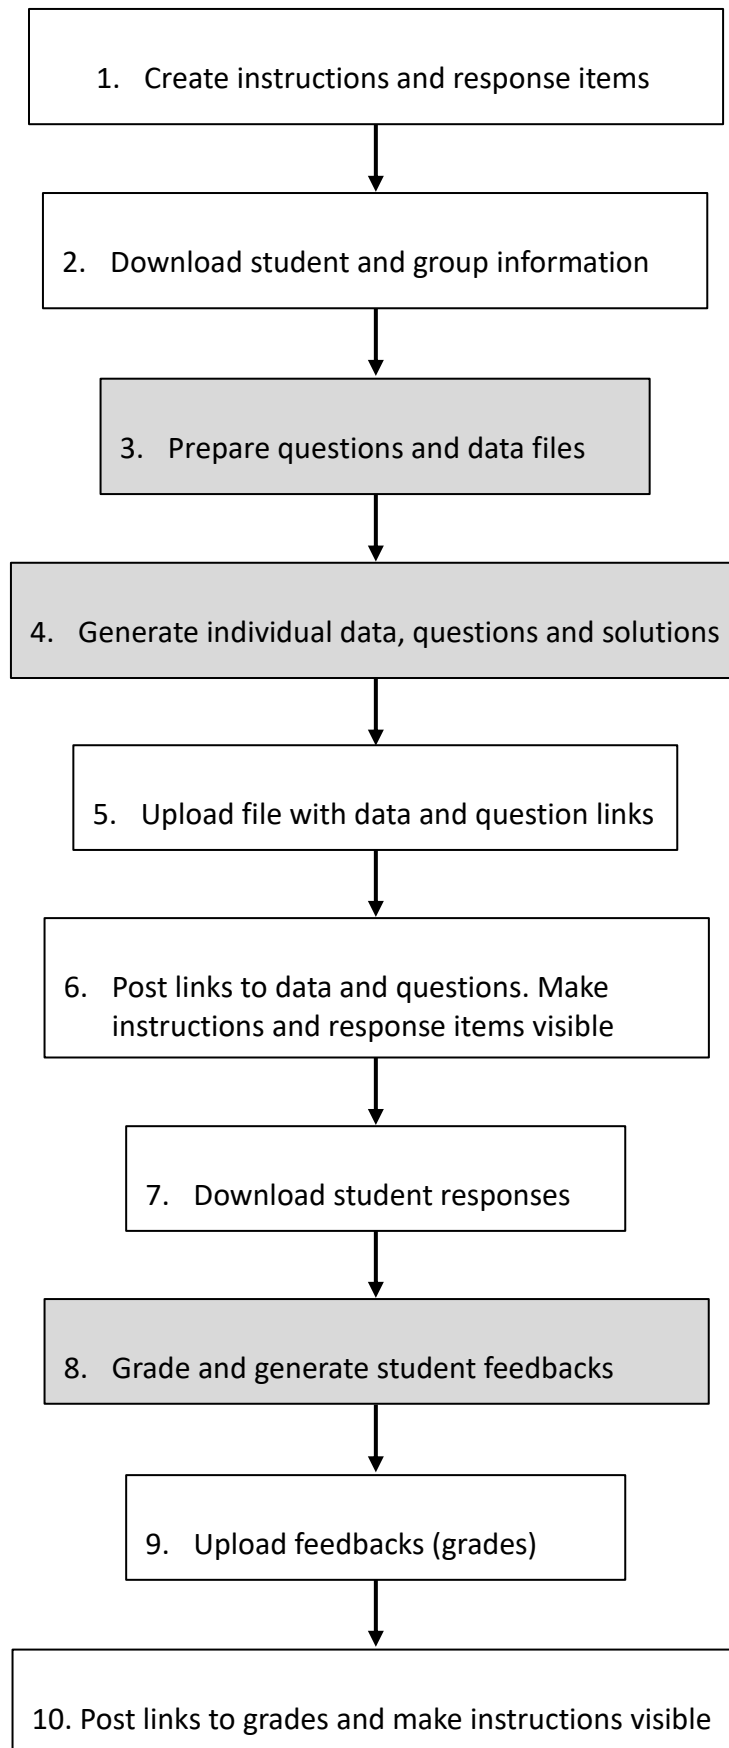 1. Create instructions and response items
2. Download student and group information
3. Prepare questions and data files
4. Generate individual data, questions and solutions
5. Upload file with data and question links
6. Post links to data and questions. Make
instructions and response items visible
7. Download student responses
8. Grade and generate student feedbacks
9. Upload feedbacks (grades)
10. Post links to grades and make instructions visible